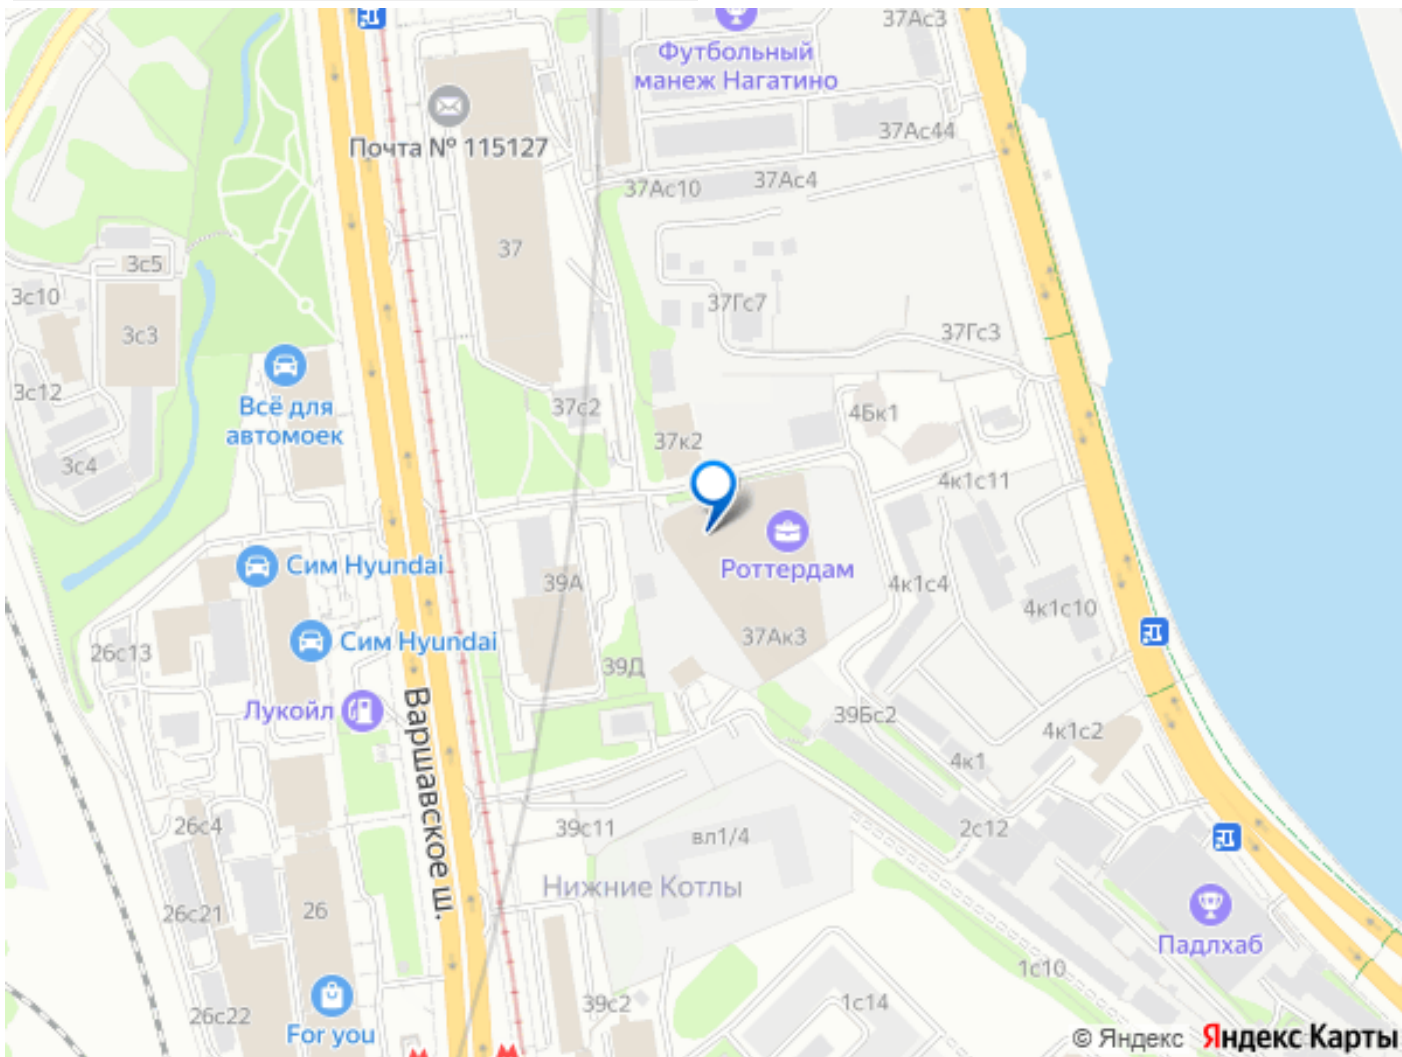 37Ас3
Футбольный
манеж Нагатино
37Ас44
Почта № 115127
37Ас10
37Ас4
37
3с5
3с10
37Гс7
3с3
37Гс3
3с12
Всё для
автомоек
37с2
4Бк1
37к2
3с4
4к1с11
Сим Hyundai
Роттердам
39А
4к1с4
4к1с10
Сим Hyundai
37Ак3
26с13
39Д
Лукойл
39Бс2
4к1с2
Варшавское ш.
4к1
26с4
39с11
вл1/4
2с12
Нижние Котлы
26с21
26
Падлхаб
1с10
39с2
1с14
26с22
For you
© Яндекс Яндекс Карты